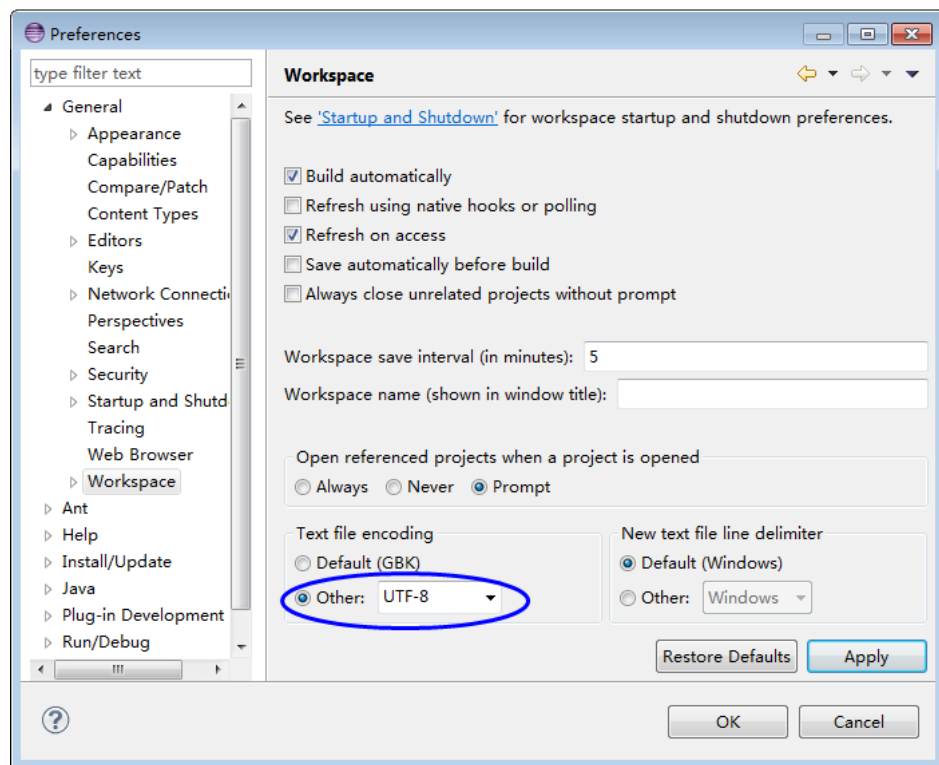 Preferences
type filter text
General
Appearance
Capabilities
Compare/Patch
Content Types
Editors
Keys
Network Connecti
Perspectives
Search
Security
Startup and Shutd
Tracing
Web Browser
Workspace
Ant
Help
Install/Update
Java
Plug-in Development
Run/Debug
Workspace
See 'Startup and Shutdown' for workspace startup and shutdown preferences.
Build automatically
Refresh using native hooks or polling
Refresh on access
Save automatically before build
Always close unrelated projects without prompt
Workspace save interval (in minutes): 5
Workspace name (shown in window title):
Open referenced projects when a project is opened
Always Never Prompt
Text file encoding
Default (GBK)
Other: UTF-8
New text file line delimiter
Default (Windows)
Other: Windows
Restore Defaults Apply
? OK Cancel